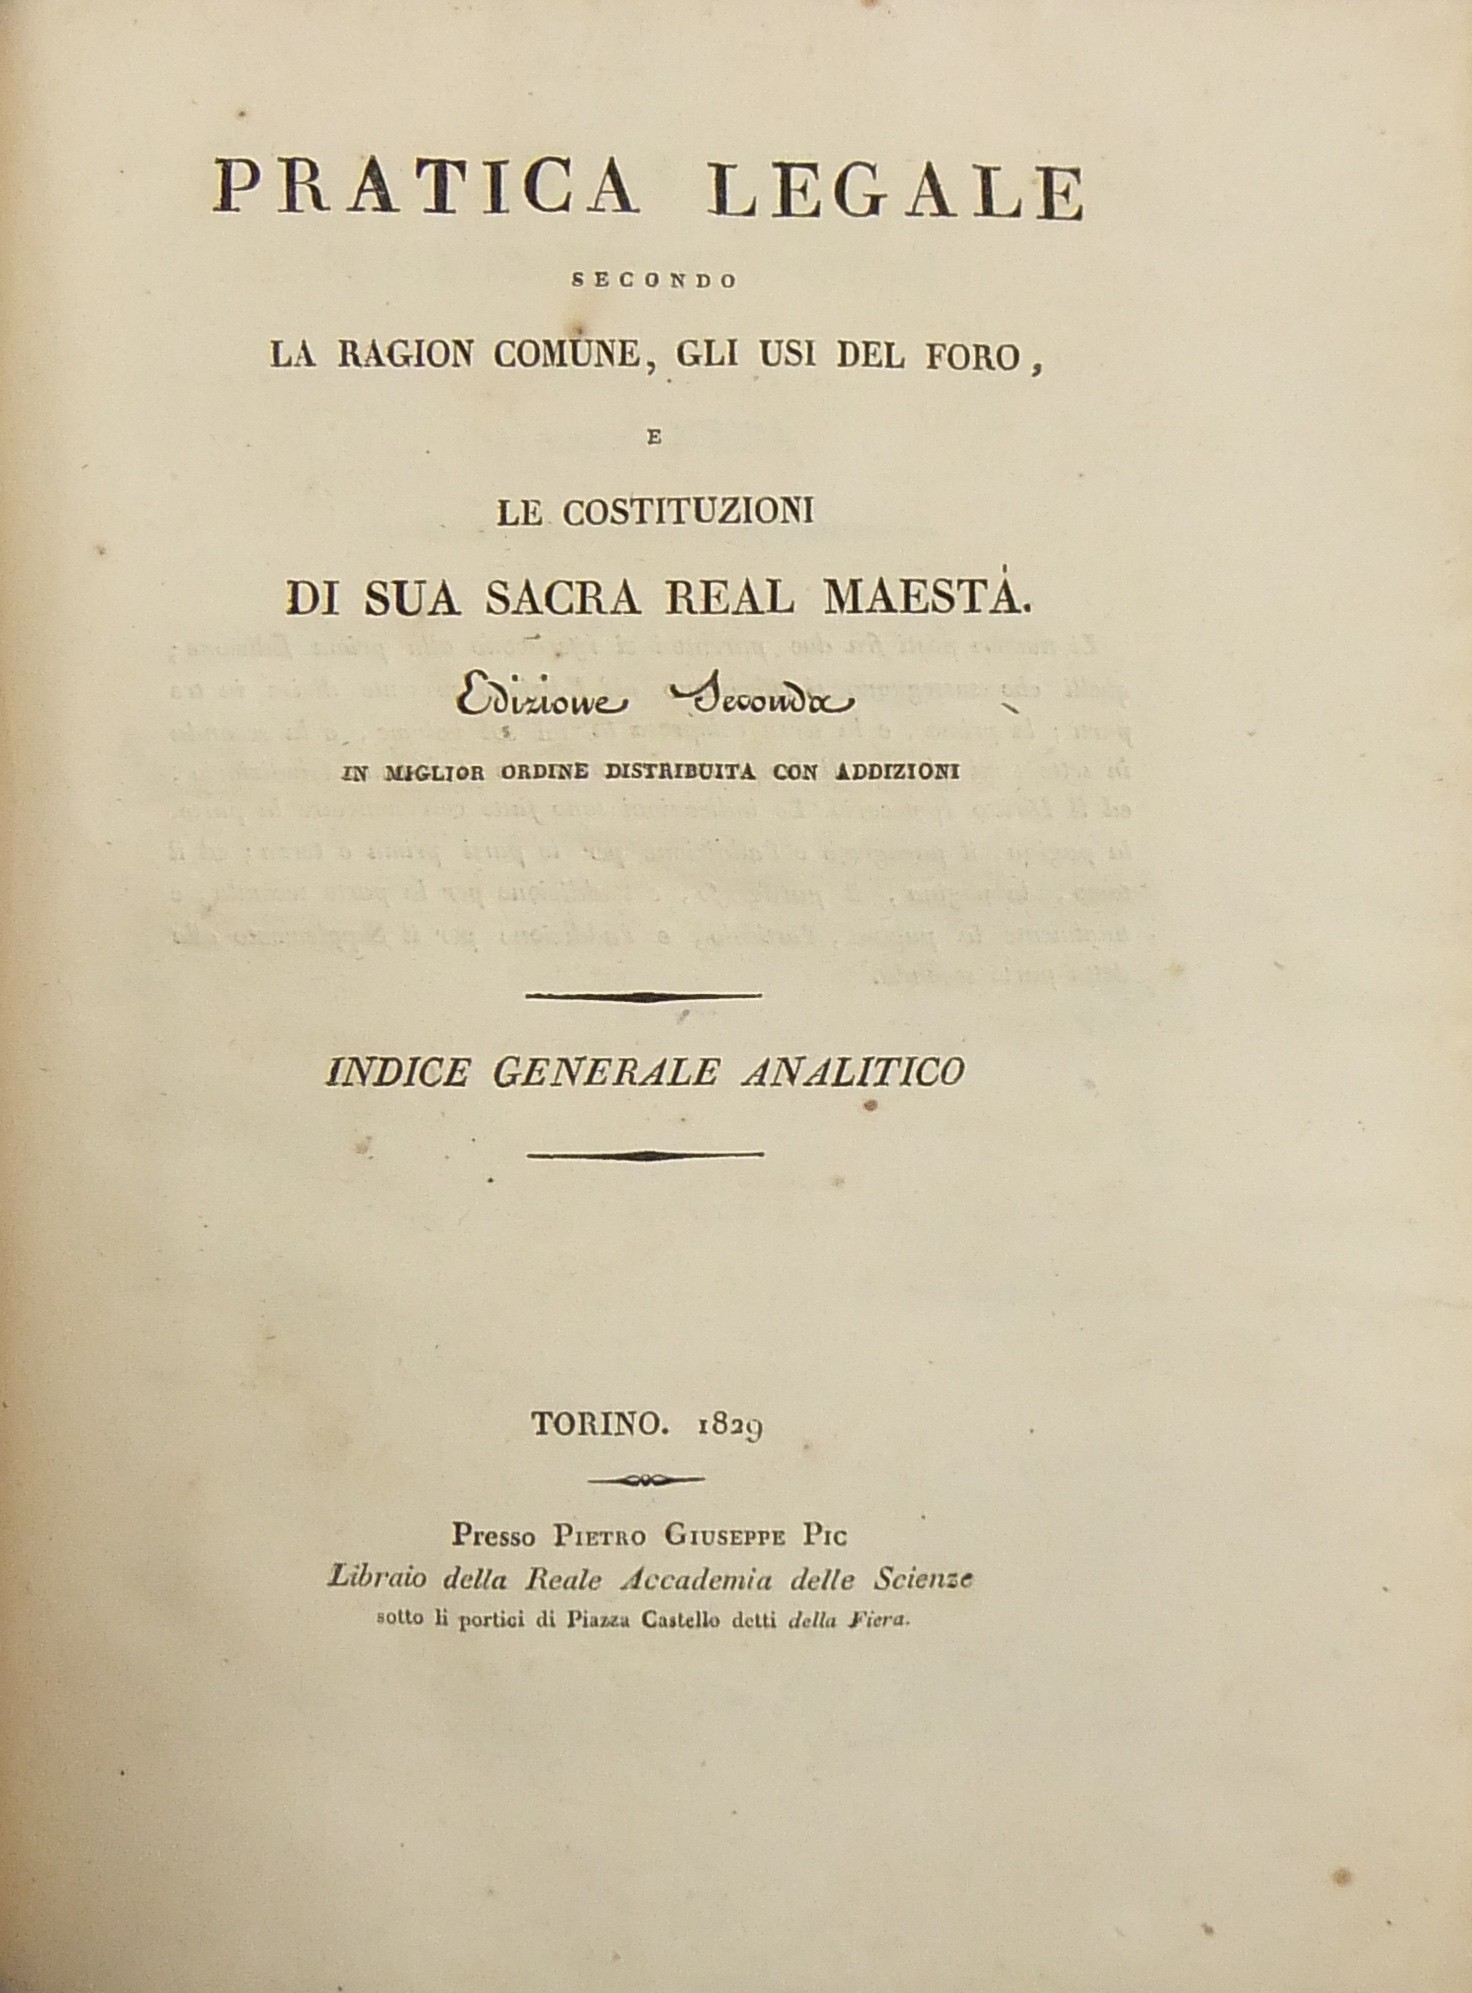 PRATICA LEGALE
SECONDO
LA RAGION COMUNE, GLI USI DEL FORO,
E
LE COSTITUZIONI
DI SUA SACRA REAL MAESTÀ.
Edizione Seconda
IN MIGLIOR ORDINE DISTRIBUITA CON ADDIZIONI
INDICE GENERALE ANALITICO
TORINO. 1829
Presso PIETRO GIUSEPPE PIC
Libraio della Reale Accademia delle Scienze
sotto li portici di Piazza Castello detti della Fiera.